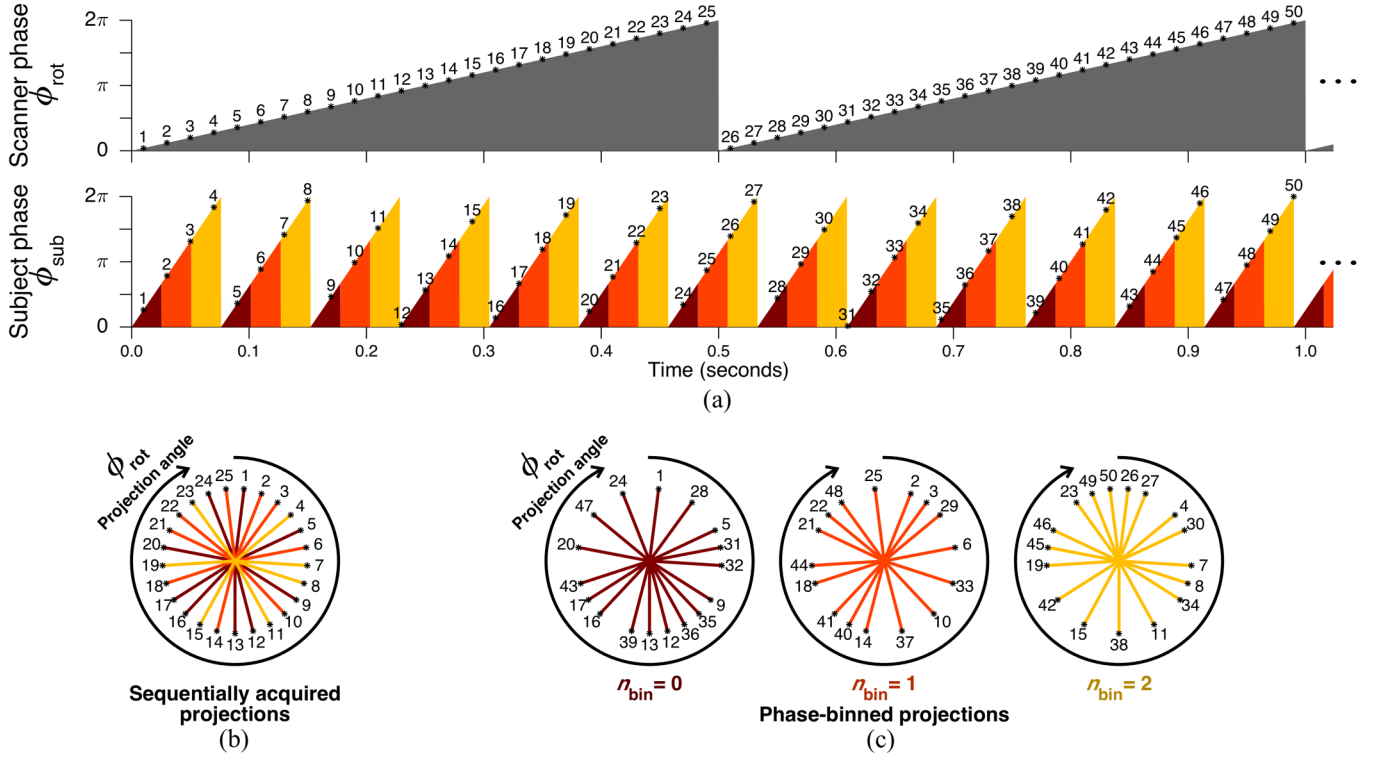 Scanner phase
ϕrot
2π
π
0
1 2 3 4 5 6 7 8 9 10 11 12 13 14 15 16 17 18 19 20 21 22 23 24 25 26 27 28 29 30 31 32 33 34 35 36 37 38 39 40 41 42 43 44 45 46 47 48 49 50
...
Subject phase
ϕsub
2π
π
0
1 2 3 4 5 6 7 8 9 10 11 12 13 14 15 16 17 18 19 20 21 22 23 24 25 26 27 28 29 30 31 32 33 34 35 36 37 38 39 40 41 42 43 44 45 46 47 48 49 50
...
0.0 0.1 0.2 0.3 0.4 0.5 0.6 0.7 0.8 0.9 1.0
Time (seconds)
(a)
ϕrot
Projection angle
1 2 3 4 5 6 7 8 9 10 11 12 13 14 15 16 17 18 19 20 21 22 23 24 25
Sequentially acquired
projections
(b)
ϕrot
Projection angle
1 28 5 31 32 9 35 36 12 13 39 16 17 43 20 47 24
nbin= 0
25 2 3 29 6 33 10 37 14 40 41 18 44 21 22 48
nbin= 1
50 26 27 4 30 7 8 34 11 38 15 42 19 45 46 23 49
nbin= 2
Phase-binned projections
(c)